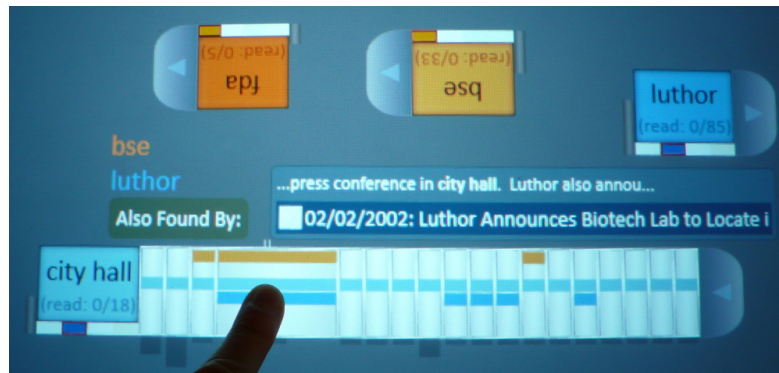 (read: 0/5)
fda
(read: 0/33)
bse
luthor
(read: 0/85)
bse
luthor
...press conference in city hall. Luthor also annou...
Also Found By:
02/02/2002: Luthor Announces Biotech Lab to Locate i
city hall
(read: 0/18)